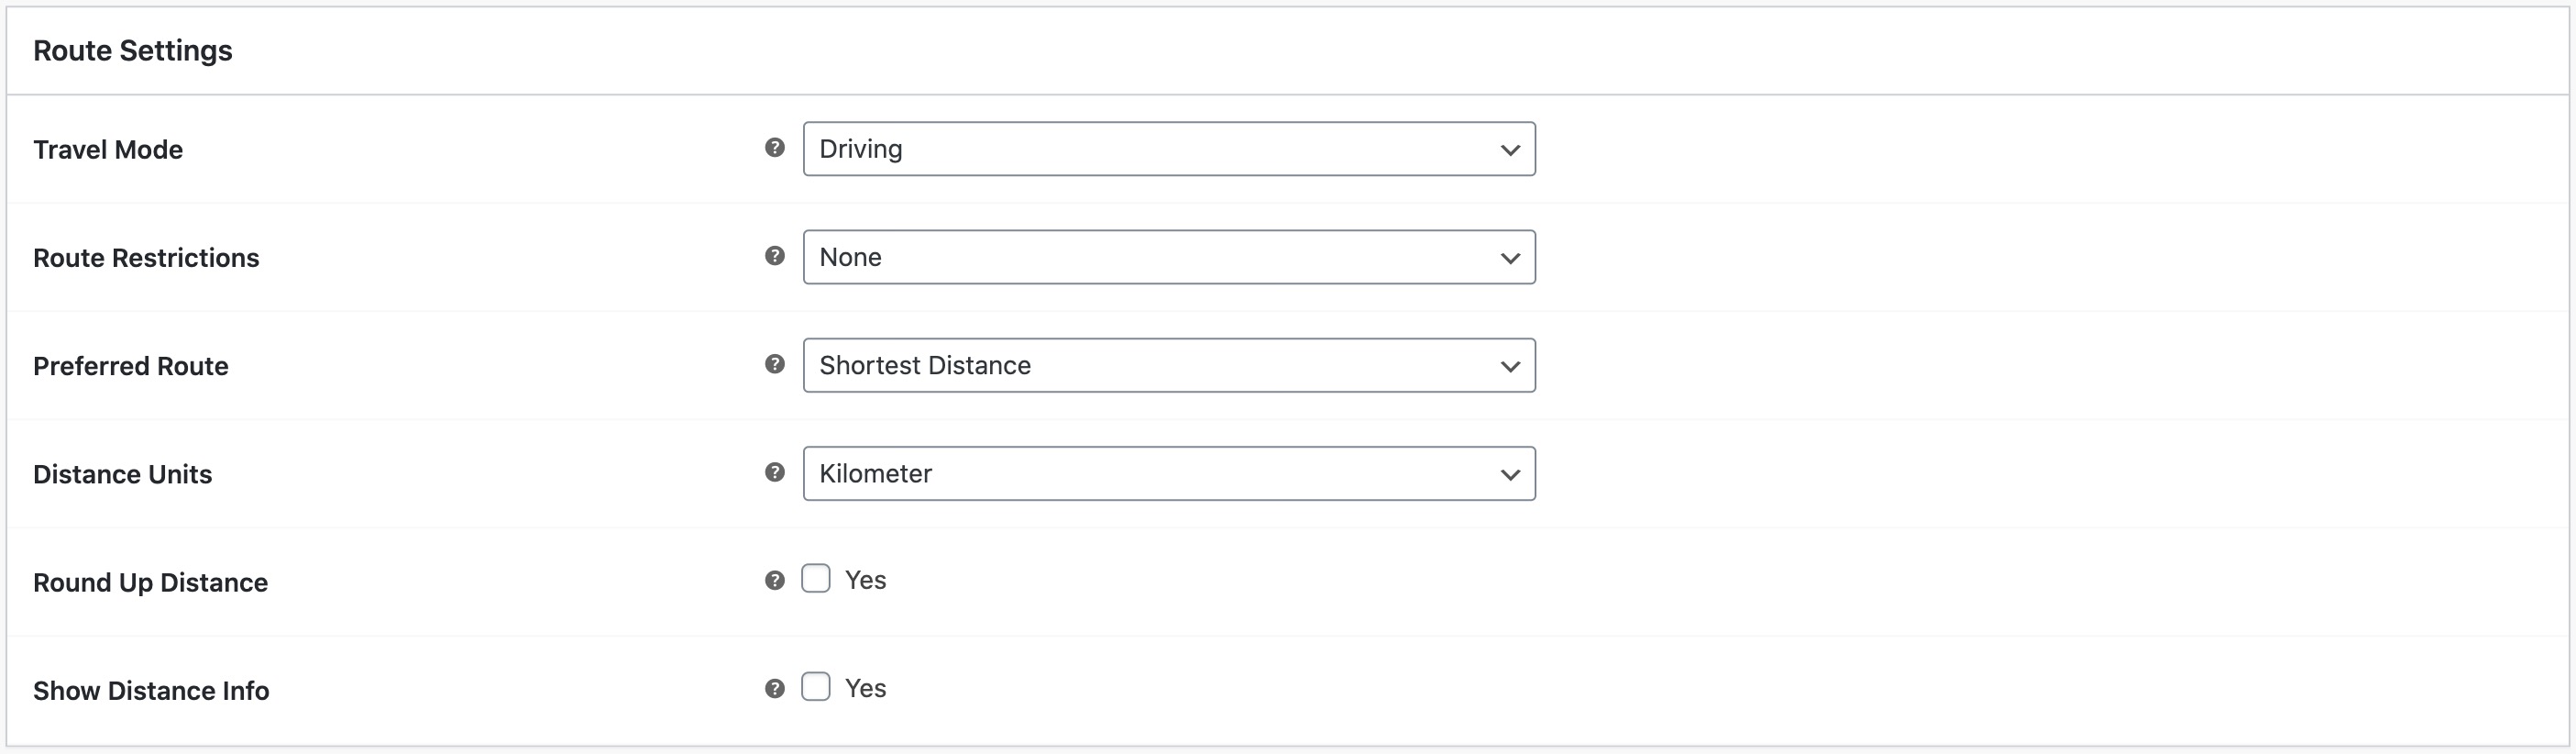 Route Settings
Travel Mode ? Driving
Route Restrictions ? None
Preferred Route ? Shortest Distance
Distance Units ? Kilometer
Round Up Distance ? Yes
Show Distance Info ? Yes